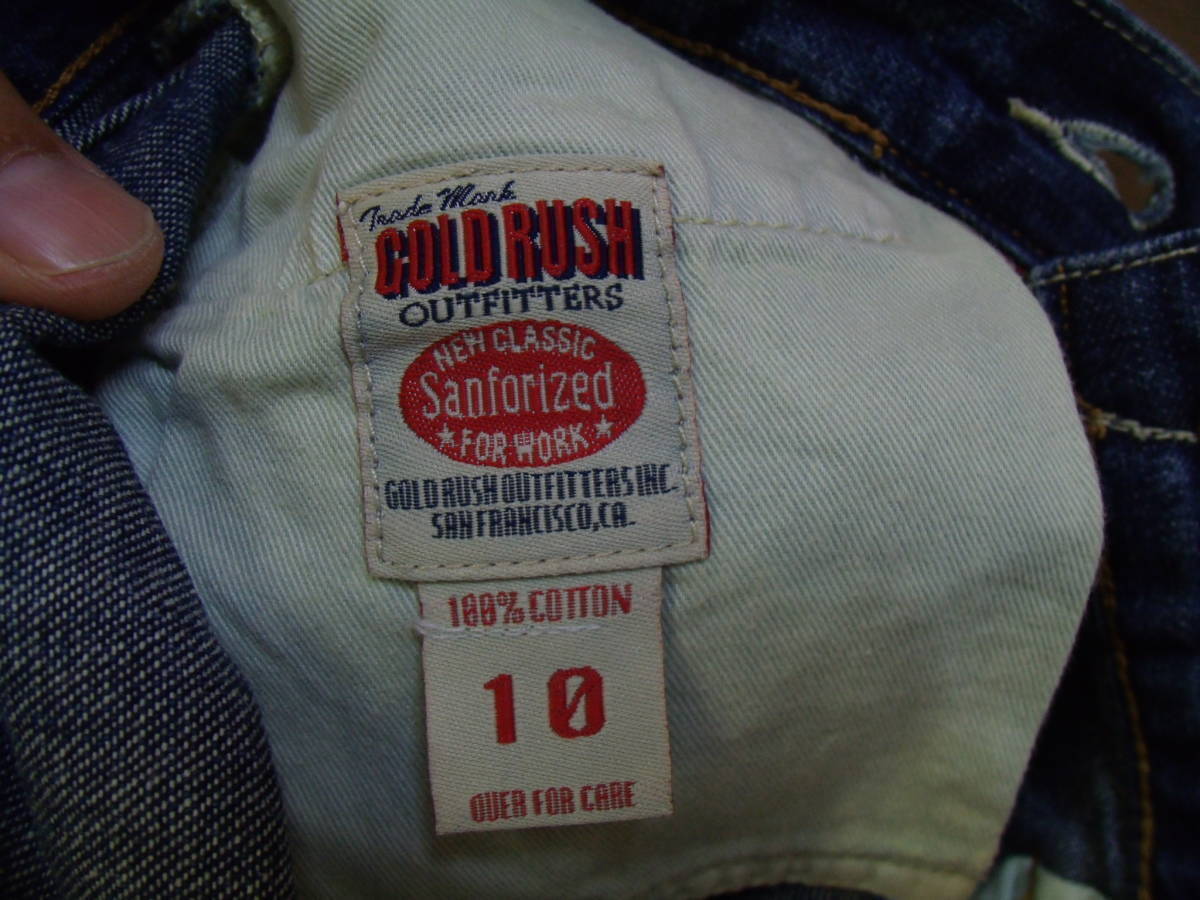 Trade Mark
GOLD RUSH
OUTFITTERS
NEW CLASSIC
Sanforized
★FOR WORK★
GOLD RUSH OUTFITTERS INC.
SAN FRANCISCO, CA.
100% COTTON
10
OVER FOR CARE